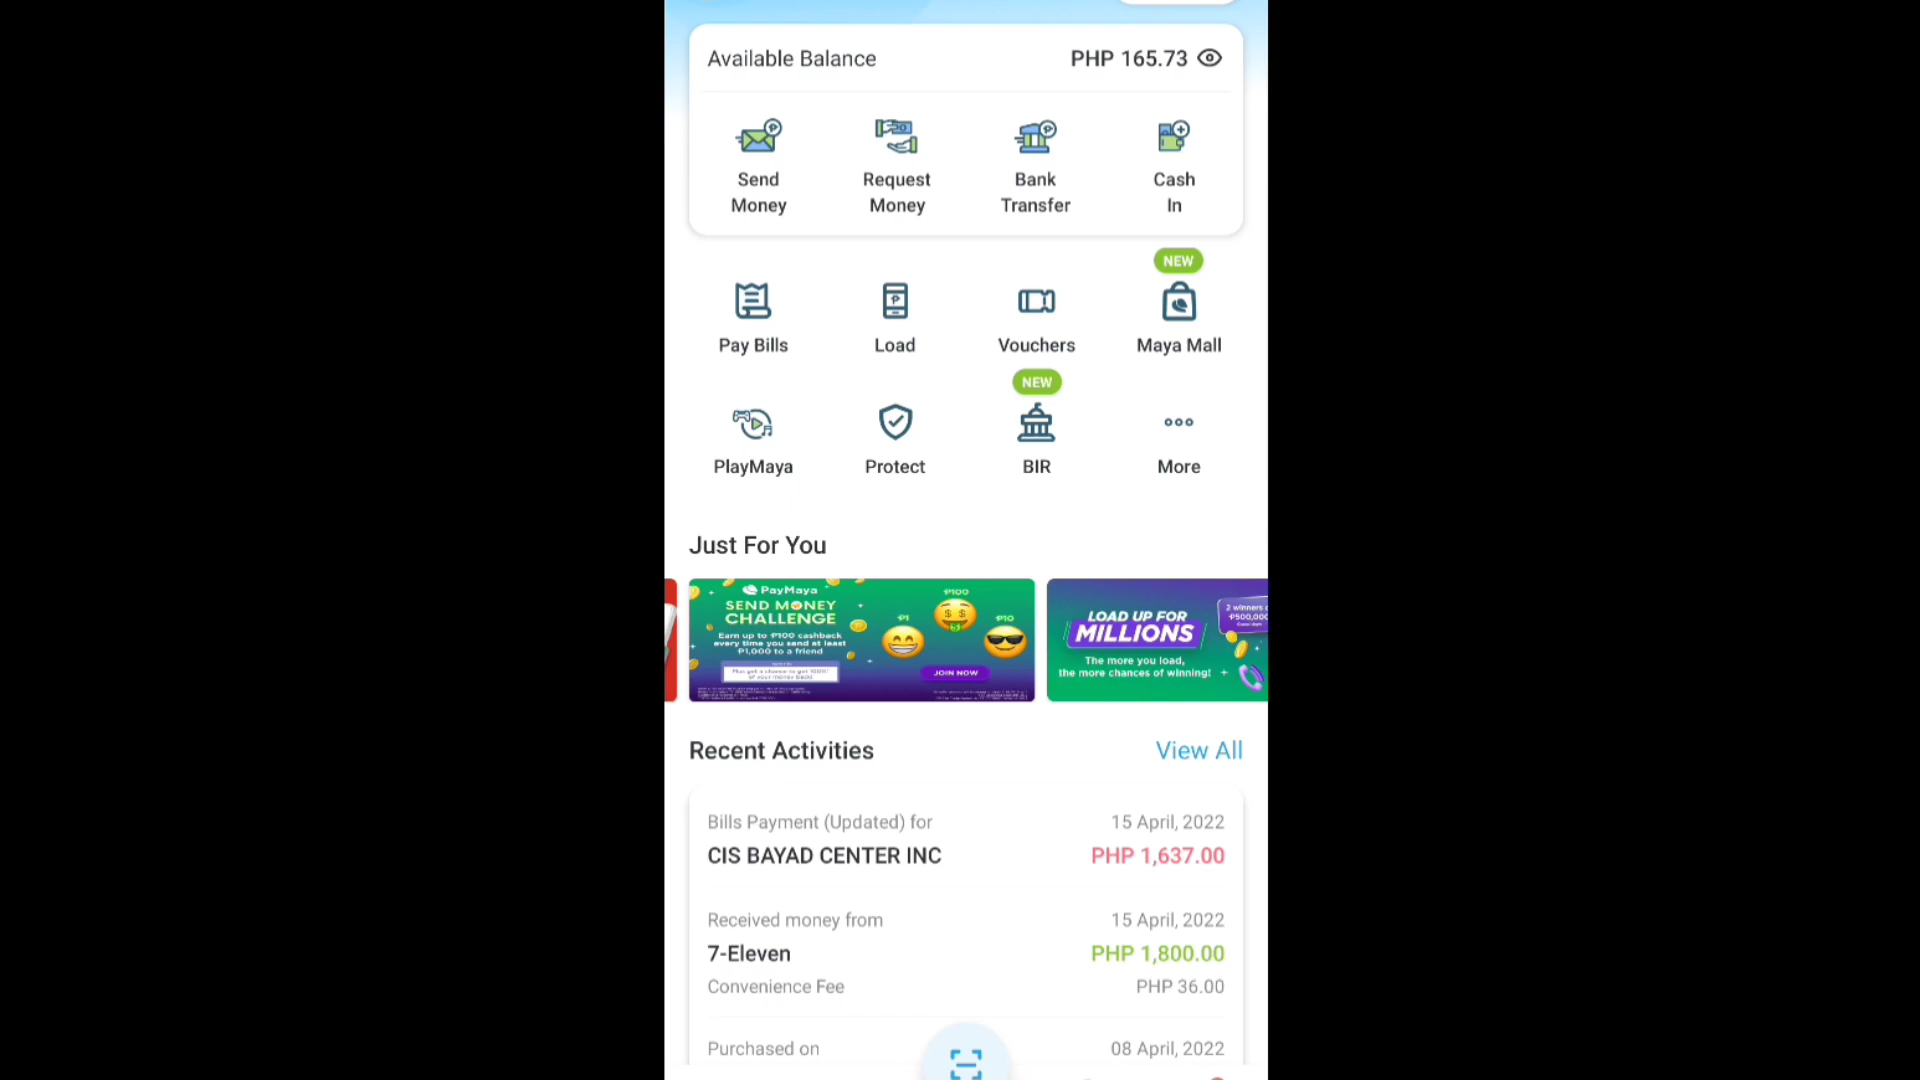 Available Balance
PHP 165.73
Send
Money
Request
Money
Bank
Transfer
Cash
In
NEW
Pay Bills
Load
Vouchers
Maya Mall
NEW
PlayMaya
Protect
BIR
More
Just For You
PayMaya
SEND MONEY
CHALLENGE
Earn up to ₱100 cashback
every time you send at least
₱1,000 to a friend
₱1
₱100
₱10
JOIN NOW
LOAD UP FOR
MILLIONS
The more you load,
the more chances of winning!
2 winners
₱500,000
Recent Activities
View All
Bills Payment (Updated) for
15 April, 2022
CIS BAYAD CENTER INC
PHP 1,637.00
Received money from
15 April, 2022
7-Eleven
PHP 1,800.00
Convenience Fee
PHP 36.00
Purchased on
08 April, 2022